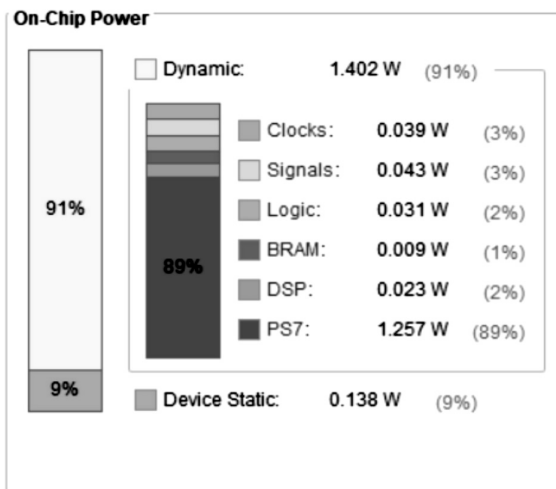 On-Chip Power
Dynamic: 1.402 W (91%)
91%
9%
89%
Clocks: 0.039 W (3%)
Signals: 0.043 W (3%)
Logic: 0.031 W (2%)
BRAM: 0.009 W (1%)
DSP: 0.023 W (2%)
PS7: 1.257 W (89%)
Device Static: 0.138 W (9%)